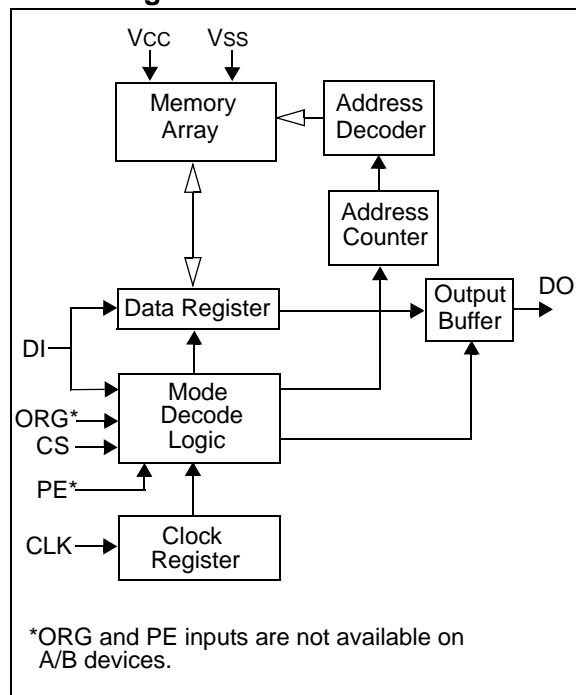 VCC
VSS
Memory
Array
Address
Decoder
Address
Counter
Data Register
Output
Buffer
DO
DI
Mode
Decode
Logic
ORG*
CS
PE*
CLK
Clock
Register
*ORG and PE inputs are not available on
A/B devices.